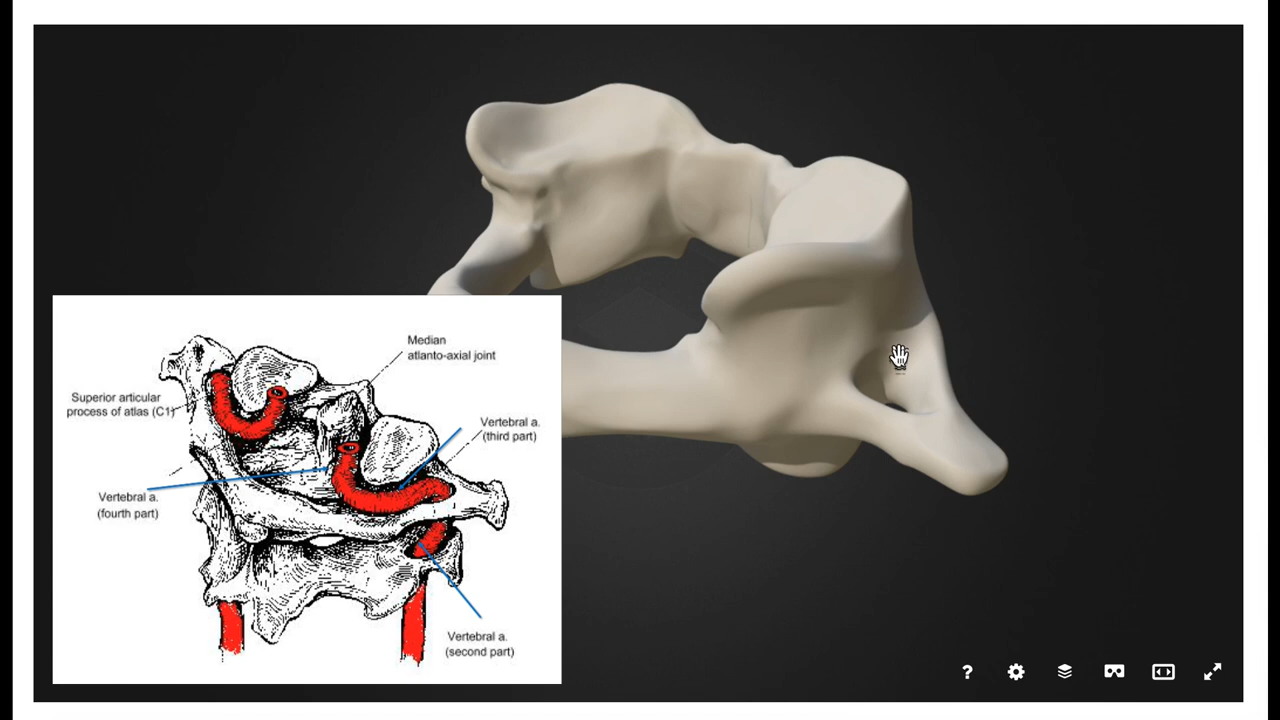 Median
atlanto-axial joint
Superior articular
process of atlas (C1)
Vertebral a.
(third part)
Vertebral a.
(fourth part)
Vertebral a.
(second part)
?